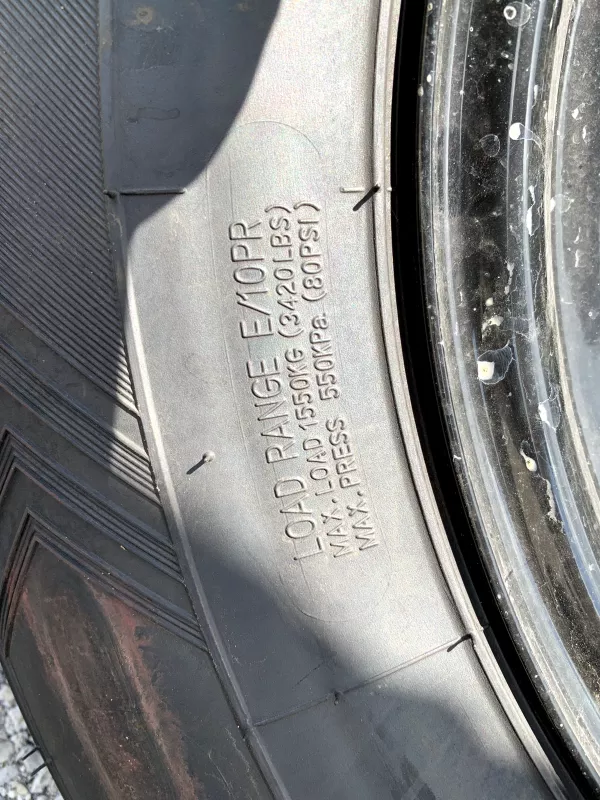 LOAD RANGE E/10PR
MAX. LOAD 1550KG (3420LBS)
MAX. PRESS 550KPa. (80PSI)